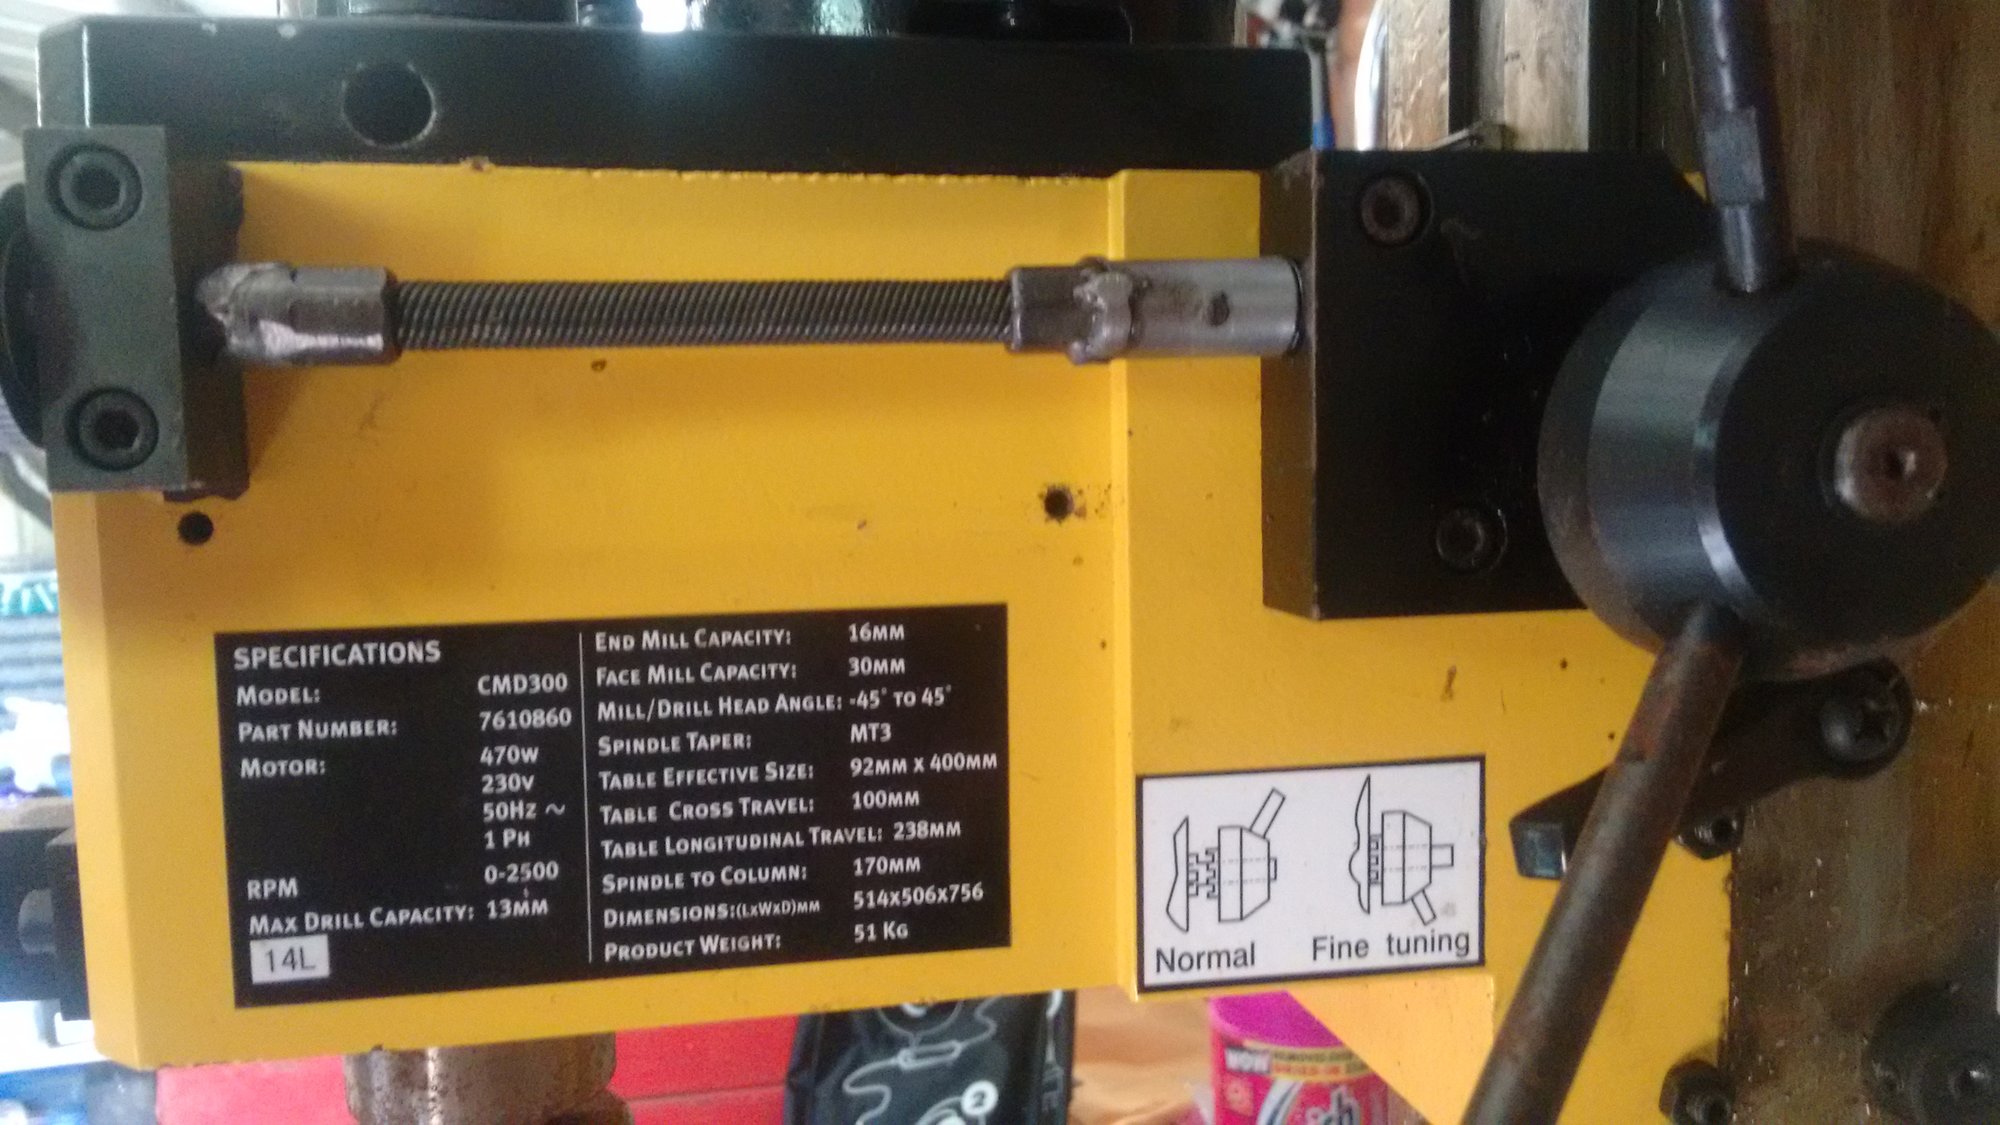 SPECIFICATIONS
MODEL: CMD300
PART NUMBER: 7610860
MOTOR: 470W
230V
50HZ ~
1 PH
RPM 0-2500
MAX DRILL CAPACITY: 13MM
14L
END MILL CAPACITY: 16MM
FACE MILL CAPACITY: 30MM
MILL/DRILL HEAD ANGLE: -45° TO 45°
SPINDLE TAPER: MT3
TABLE EFFECTIVE SIZE: 92MM X 400MM
TABLE CROSS TRAVEL: 100MM
TABLE LONGITUDINAL TRAVEL: 238MM
SPINDLE TO COLUMN: 170MM
DIMENSIONS:(LXWXD)MM 514X506X756
PRODUCT WEIGHT: 51 KG
Normal Fine tuning
2
WOW